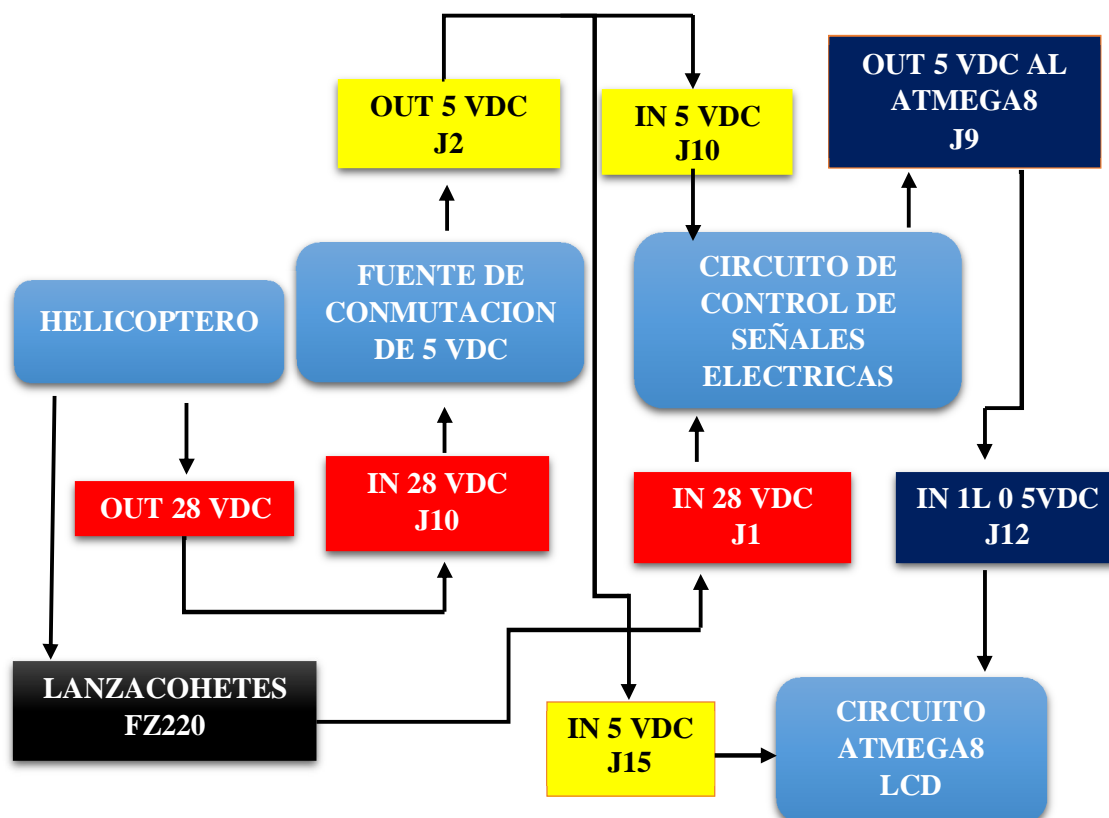 OUT 5 VDC
J2
IN 5 VDC
J10
OUT 5 VDC AL
ATMEGA8
J9
HELICOPTERO
FUENTE DE
CONMUTACION
DE 5 VDC
CIRCUITO DE
CONTROL DE
SEÑALES
ELECTRICAS
OUT 28 VDC
IN 28 VDC
J10
IN 28 VDC
J1
IN 1L 0 5VDC
J12
LANZACOHETES
FZ220
IN 5 VDC
J15
CIRCUITO
ATMEGA8
LCD